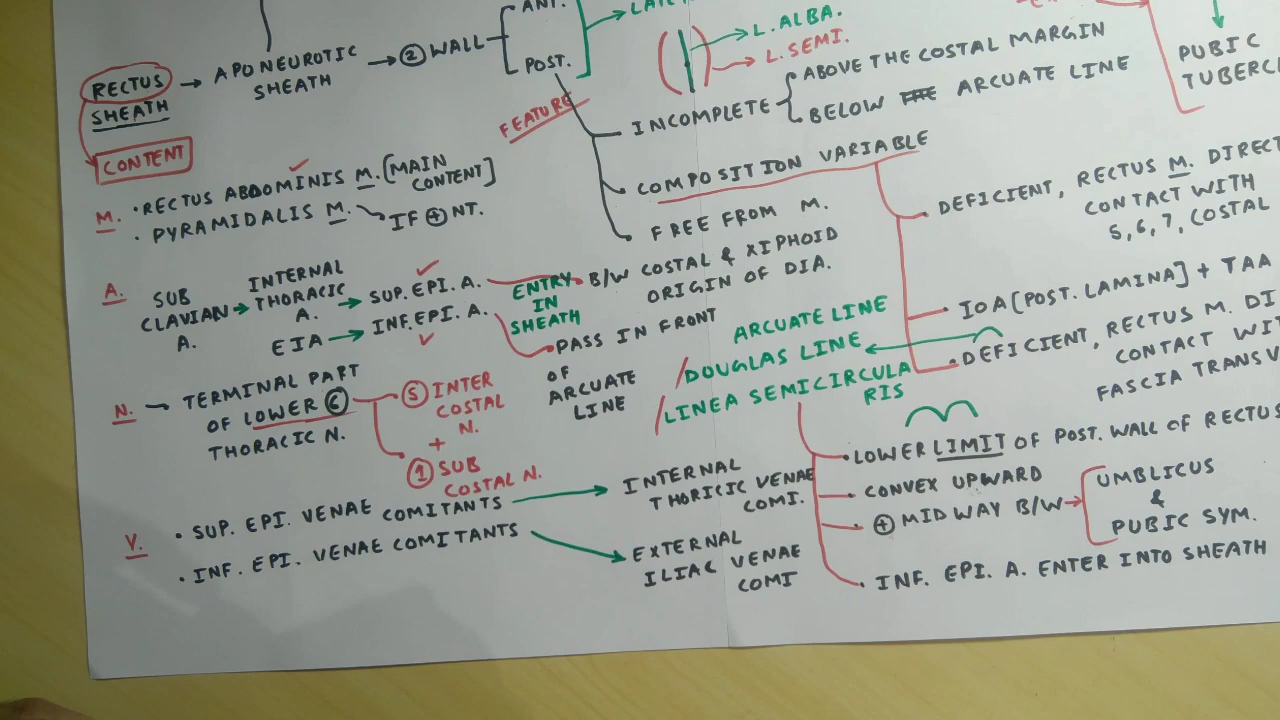 ANT.
RECTUS SHEATH → APONEUROTIC SHEATH → ② WALL
POST.
L. ALBA.
L. SEMI.
PUBIC
FEATURE
INCOMPLETE
ABOVE THE COSTAL MARGIN
BELOW ARCUATE LINE
COMPOSITION VARIABLE
FREE FROM M.
CONTENT
M. • RECTUS ABDOMINIS M. [MAIN CONTENT]
• PYRAMIDALIS M. IF ⊕NT.
A. SUB CLAVIAN A. → INTERNAL THORACIC A. → SUP. EPI. A.
EIA → INF. EPI. A.
ENTRY IN SHEATH
B/W COSTAL & XIPHOID ORIGIN OF DIA.
PASS IN FRONT OF ARCUATE LINE
N. → TERMINAL PART OF LOWER ⑥ THORACIC N.
⑤ INTER COSTAL N.
+
① SUB COSTAL N.
V. • SUP. EPI. VENAE COMITANTS → INTERNAL THORICIC VENAE COMI.
• INF. EPI. VENAE COMITANTS → EXTERNAL ILIAC VENAE COMI
DEFICIENT, RECTUS M. DIRECT
CONTACT WITH
5, 6, 7, COSTAL
IOA [POST. LAMINA] + TAA
DEFICIENT, RECTUS M. DI
CONTACT WI
FASCIA TRANSV
ARCUATE LINE
/DOUGLAS LINE
/LINEA SEMICIRCULA
RIS
• LOWER LIMIT OF POST. WALL OF RECTUS
• CONVEX UPWARD
• ⊕ MIDWAY B/W → UMBLICUS
&
PUBIC SYM.
• INF. EPI. A. ENTER INTO SHEATH